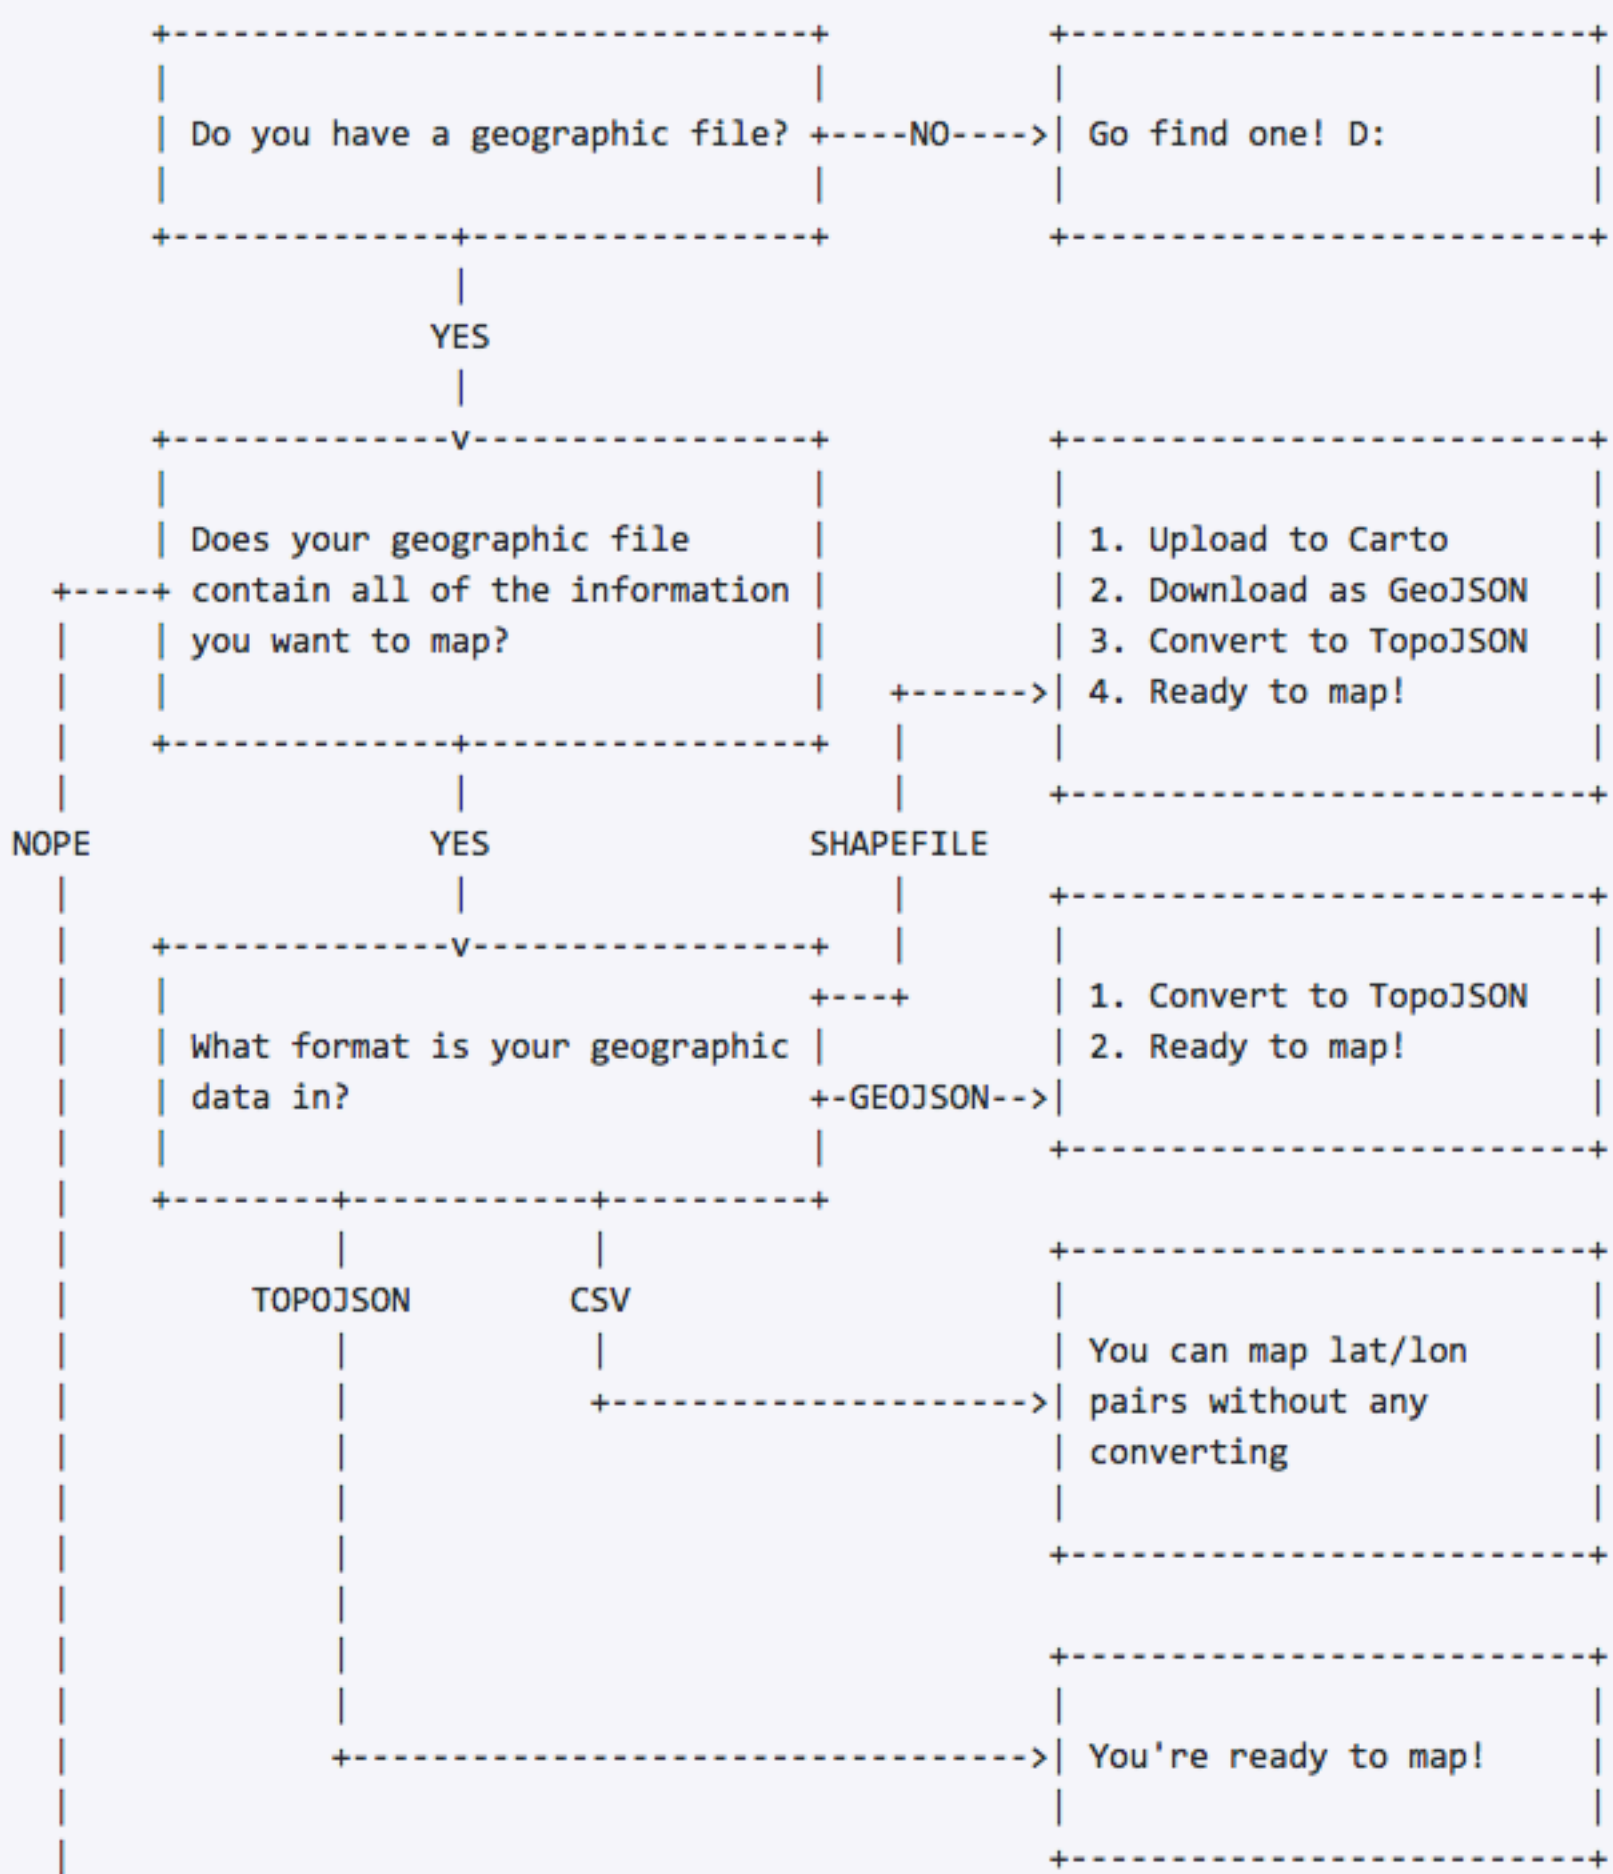 Do you have a geographic file? +----NO---->| Go find one! D:
YES
Does your geographic file
contain all of the information
you want to map?
1. Upload to Carto
2. Download as GeoJSON
3. Convert to TopoJSON
4. Ready to map!
NOPE
YES
SHAPEFILE
What format is your geographic
data in?
GEOJSON
1. Convert to TopoJSON
2. Ready to map!
TOPOJSON
CSV
You can map lat/lon
pairs without any
converting
You're ready to map!